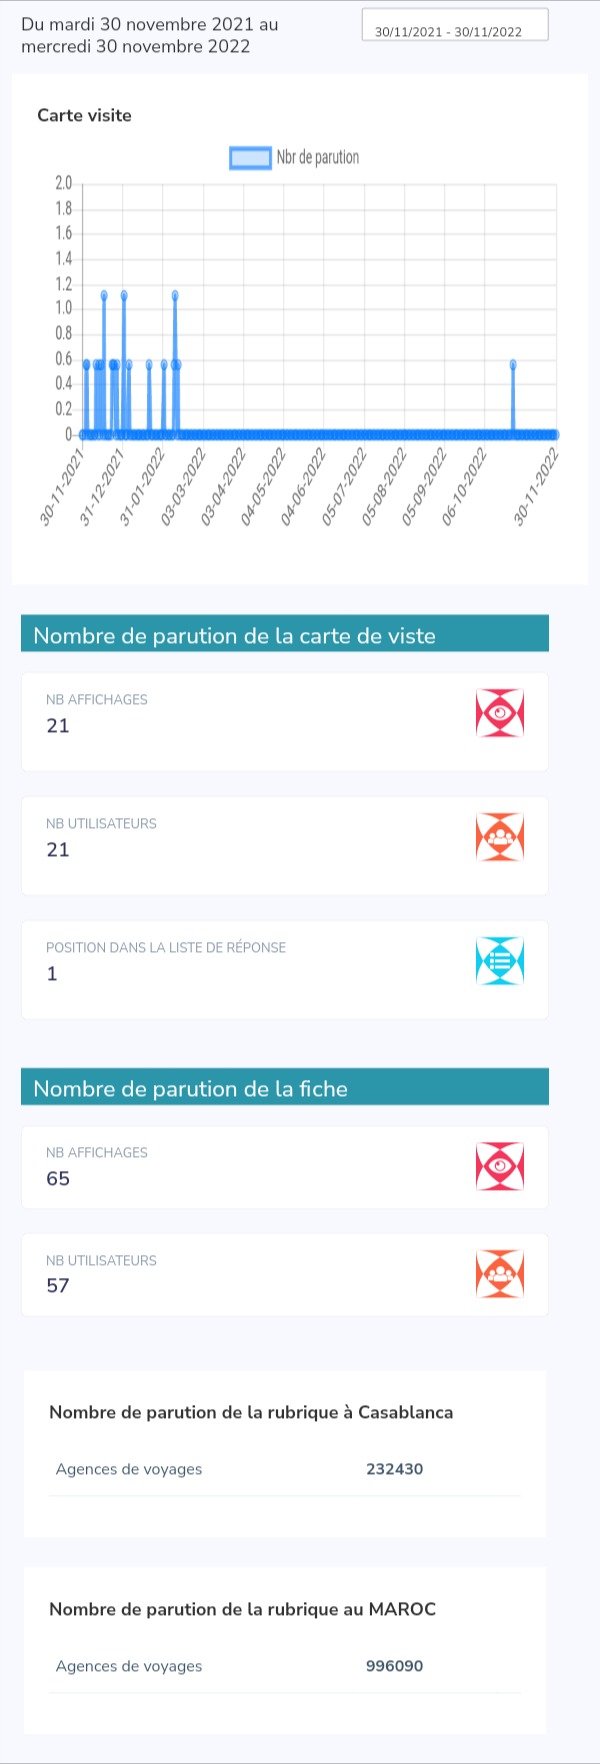 Du mardi 30 novembre 2021 au
mercredi 30 novembre 2022
30/11/2021 - 30/11/2022
Carte visite
Nbr de parution
2.0
1.8
1.6
1.4
1.2
1.0
0.8
0.6
0.4
0.2
0
30-11-2021
31-12-2021
31-01-2022
03-03-2022
03-04-2022
04-05-2022
04-06-2022
05-07-2022
05-08-2022
05-09-2022
06-10-2022
30-11-2022
Nombre de parution de la carte de viste
NB AFFICHAGES
21
NB UTILISATEURS
21
POSITION DANS LA LISTE DE RÉPONSE
1
Nombre de parution de la fiche
NB AFFICHAGES
65
NB UTILISATEURS
57
Nombre de parution de la rubrique à Casablanca
Agences de voyages 232430
Nombre de parution de la rubrique au MAROC
Agences de voyages 996090